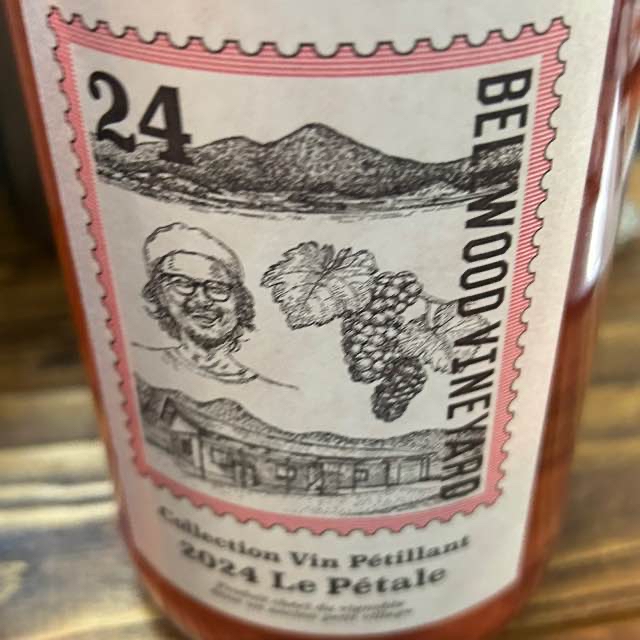 24
BELLWOOD VINEYARD
Collection Vin Pétillant
2024 Le Pétale